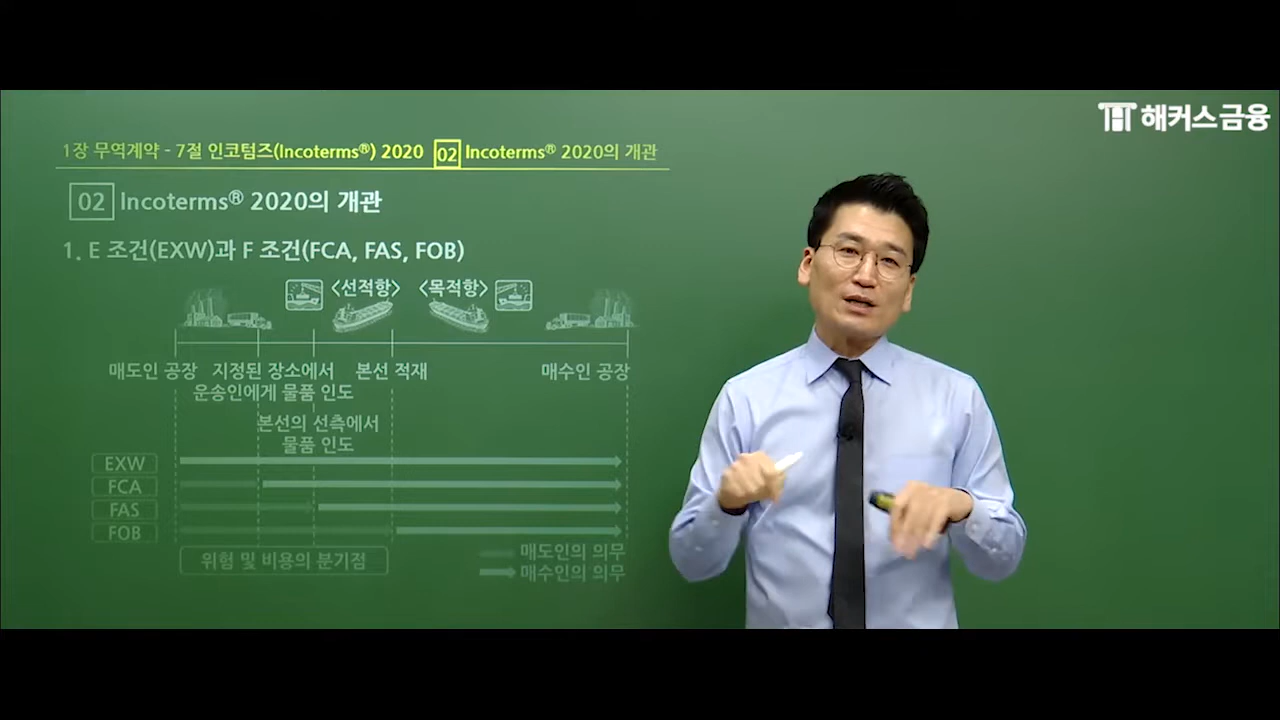 해커스금융
1장 무역계약 - 7절 인코텀즈(Incoterms®) 2020 02 Incoterms® 2020의 개관
02 Incoterms® 2020의 개관
1. E 조건(EXW)과 F 조건(FCA, FAS, FOB)
<선적항> <목적항>
매도인 공장 지정된 장소에서 본선 적재 매수인 공장
운송인에게 물품 인도
본선의 선측에서
물품 인도
EXW
FCA
FAS
FOB
위험 및 비용의 분기점
매도인의 의무
매수인의 의무